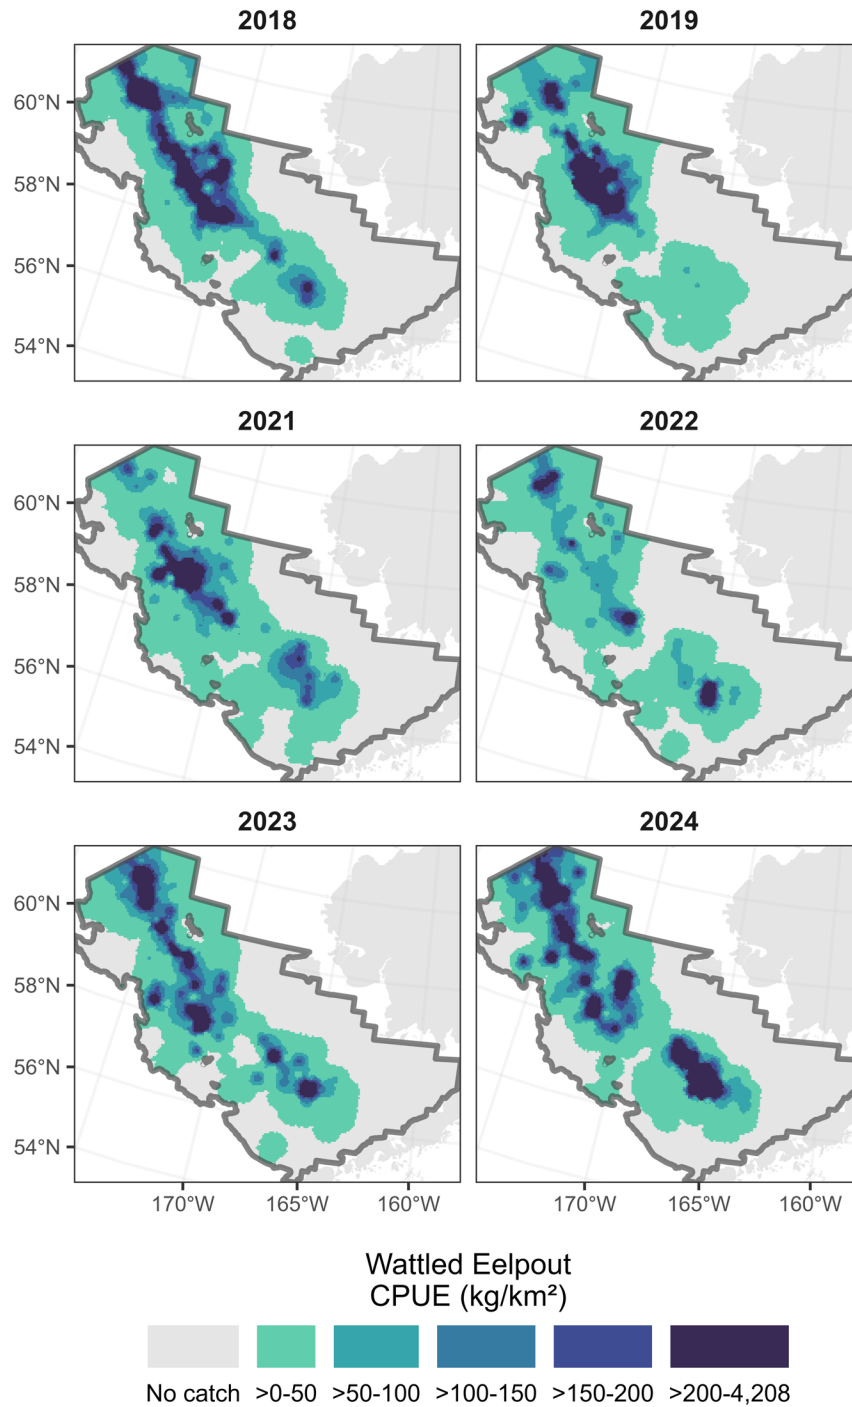 2018 2019
60°N
58°N
56°N
54°N
2021 2022
60°N
58°N
56°N
54°N
2023 2024
60°N
58°N
56°N
54°N
170°W 165°W 160°W 170°W 165°W 160°W
Wattled Eelpout
CPUE (kg/km²)
No catch >0-50 >50-100 >100-150 >150-200 >200-4,208